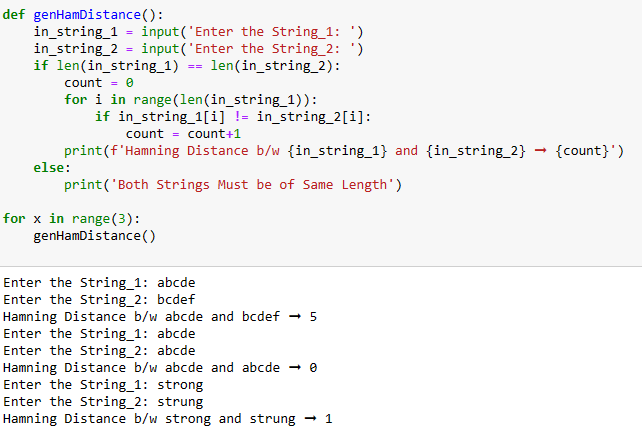 def genHamDistance():
    in_string_1 = input('Enter the String_1: ')
    in_string_2 = input('Enter the String_2: ')
    if len(in_string_1) == len(in_string_2):
        count = 0
        for i in range(len(in_string_1)):
            if in_string_1[i] != in_string_2[i]:
                count = count+1
        print(f'Hamning Distance b/w {in_string_1} and {in_string_2} → {count}')
    else:
        print('Both Strings Must be of Same Length')
for x in range(3):
    genHamDistance()
Enter the String_1: abcde
Enter the String_2: bcdef
Hamning Distance b/w abcde and bcdef → 5
Enter the String_1: abcde
Enter the String_2: abcde
Hamning Distance b/w abcde and abcde → 0
Enter the String_1: strong
Enter the String_2: strung
Hamning Distance b/w strong and strung → 1